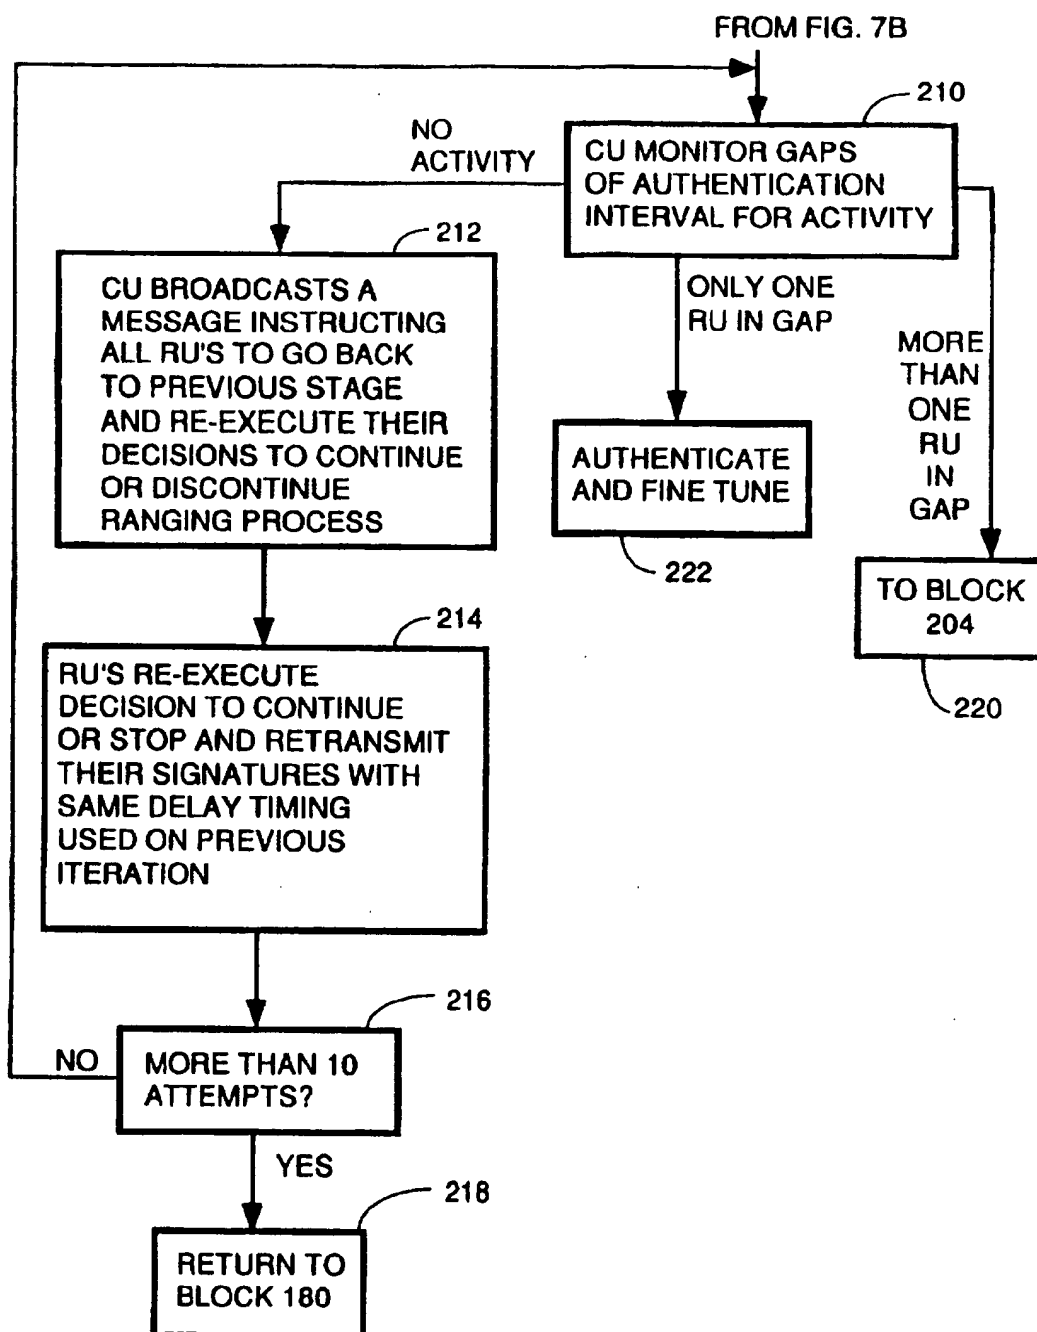 FROM FIG. 7B
210
CU MONITOR GAPS
OF AUTHENTICATION
INTERVAL FOR ACTIVITY
NO
ACTIVITY
212
CU BROADCASTS A
MESSAGE INSTRUCTING
ALL RU'S TO GO BACK
TO PREVIOUS STAGE
AND RE-EXECUTE THEIR
DECISIONS TO CONTINUE
OR DISCONTINUE
RANGING PROCESS
ONLY ONE
RU IN GAP
MORE
THAN
ONE
RU
IN
GAP
AUTHENTICATE
AND FINE TUNE
222
TO BLOCK
204
220
214
RU'S RE-EXECUTE
DECISION TO CONTINUE
OR STOP AND RETRANSMIT
THEIR SIGNATURES WITH
SAME DELAY TIMING
USED ON PREVIOUS
ITERATION
216
NO
MORE THAN 10
ATTEMPTS?
YES
218
RETURN TO
BLOCK 180